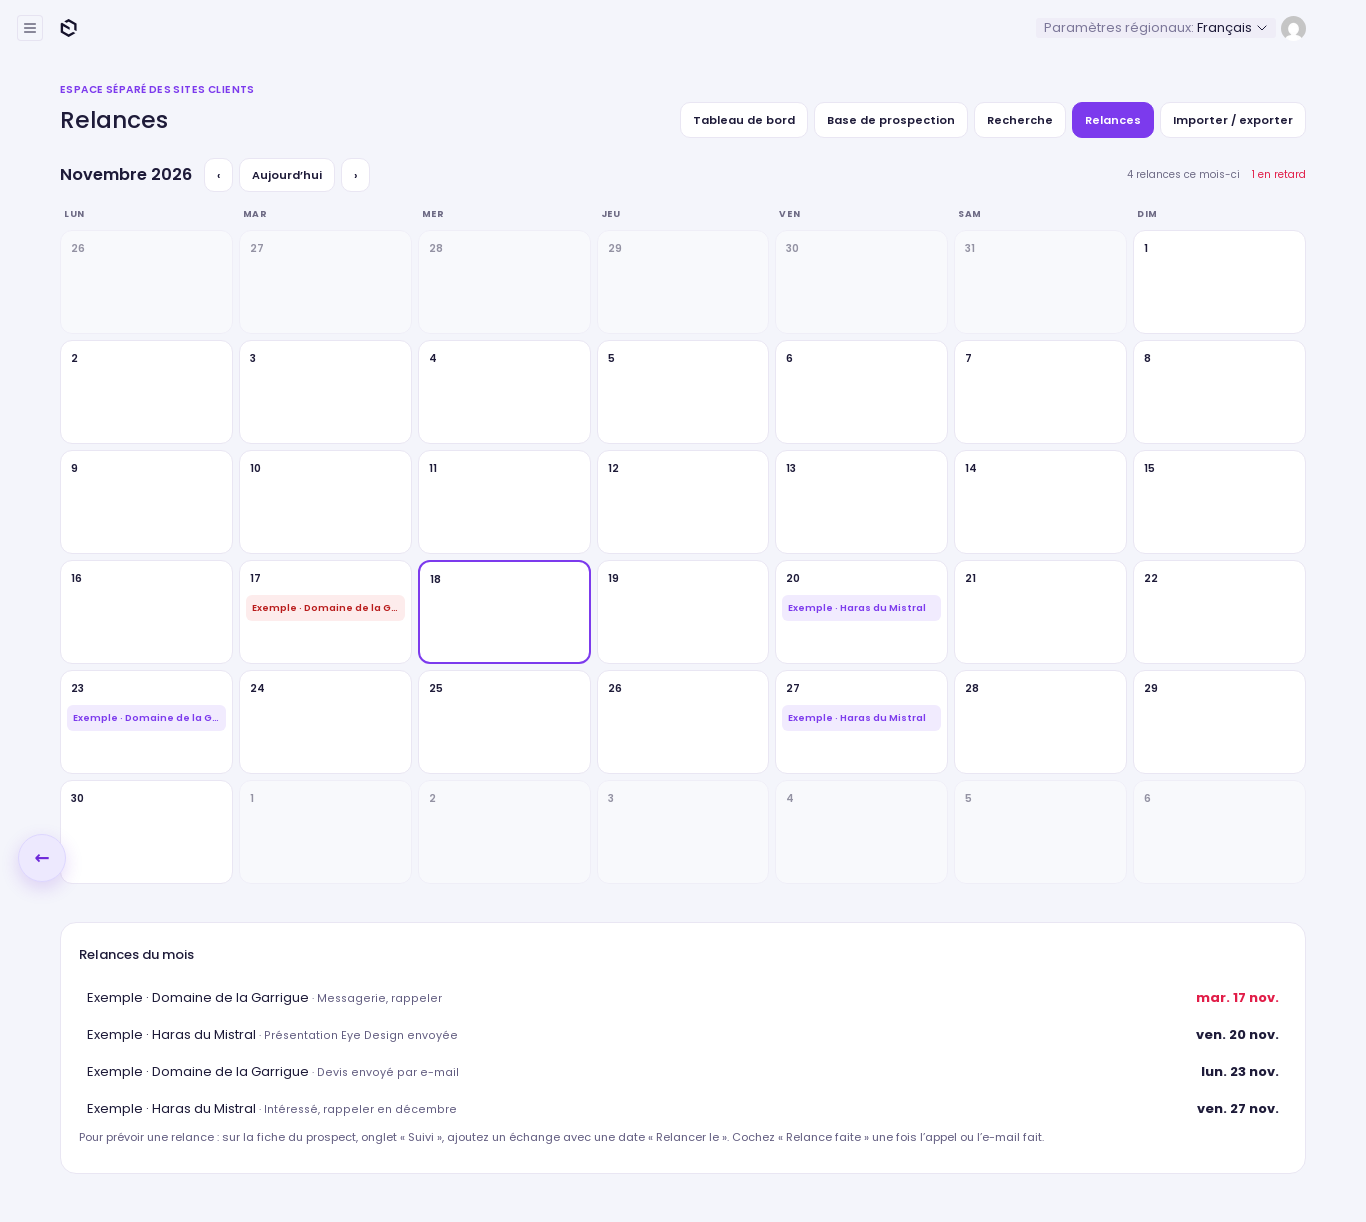 Paramètres régionaux: Français
ESPACE SÉPARÉ DES SITES CLIENTS
Relances
Tableau de bord
Base de prospection
Recherche
Relances
Importer / exporter
Novembre 2026
‹
Aujourd’hui
›
4 relances ce mois-ci
1 en retard
LUN MAR MER JEU VEN SAM DIM
26 27 28 29 30 31 1
2 3 4 5 6 7 8
9 10 11 12 13 14 15
16 17 18 19 20 21 22
Exemple · Domaine de la G…
Exemple · Haras du Mistral
23 24 25 26 27 28 29
Exemple · Domaine de la G…
Exemple · Haras du Mistral
30 1 2 3 4 5 6
←
Relances du mois
Exemple · Domaine de la Garrigue · Messagerie, rappeler mar. 17 nov.
Exemple · Haras du Mistral · Présentation Eye Design envoyée ven. 20 nov.
Exemple · Domaine de la Garrigue · Devis envoyé par e-mail lun. 23 nov.
Exemple · Haras du Mistral · Intéressé, rappeler en décembre ven. 27 nov.
Pour prévoir une relance : sur la fiche du prospect, onglet « Suivi », ajoutez un échange avec une date « Relancer le ». Cochez « Relance faite » une fois l’appel ou l’e-mail fait.